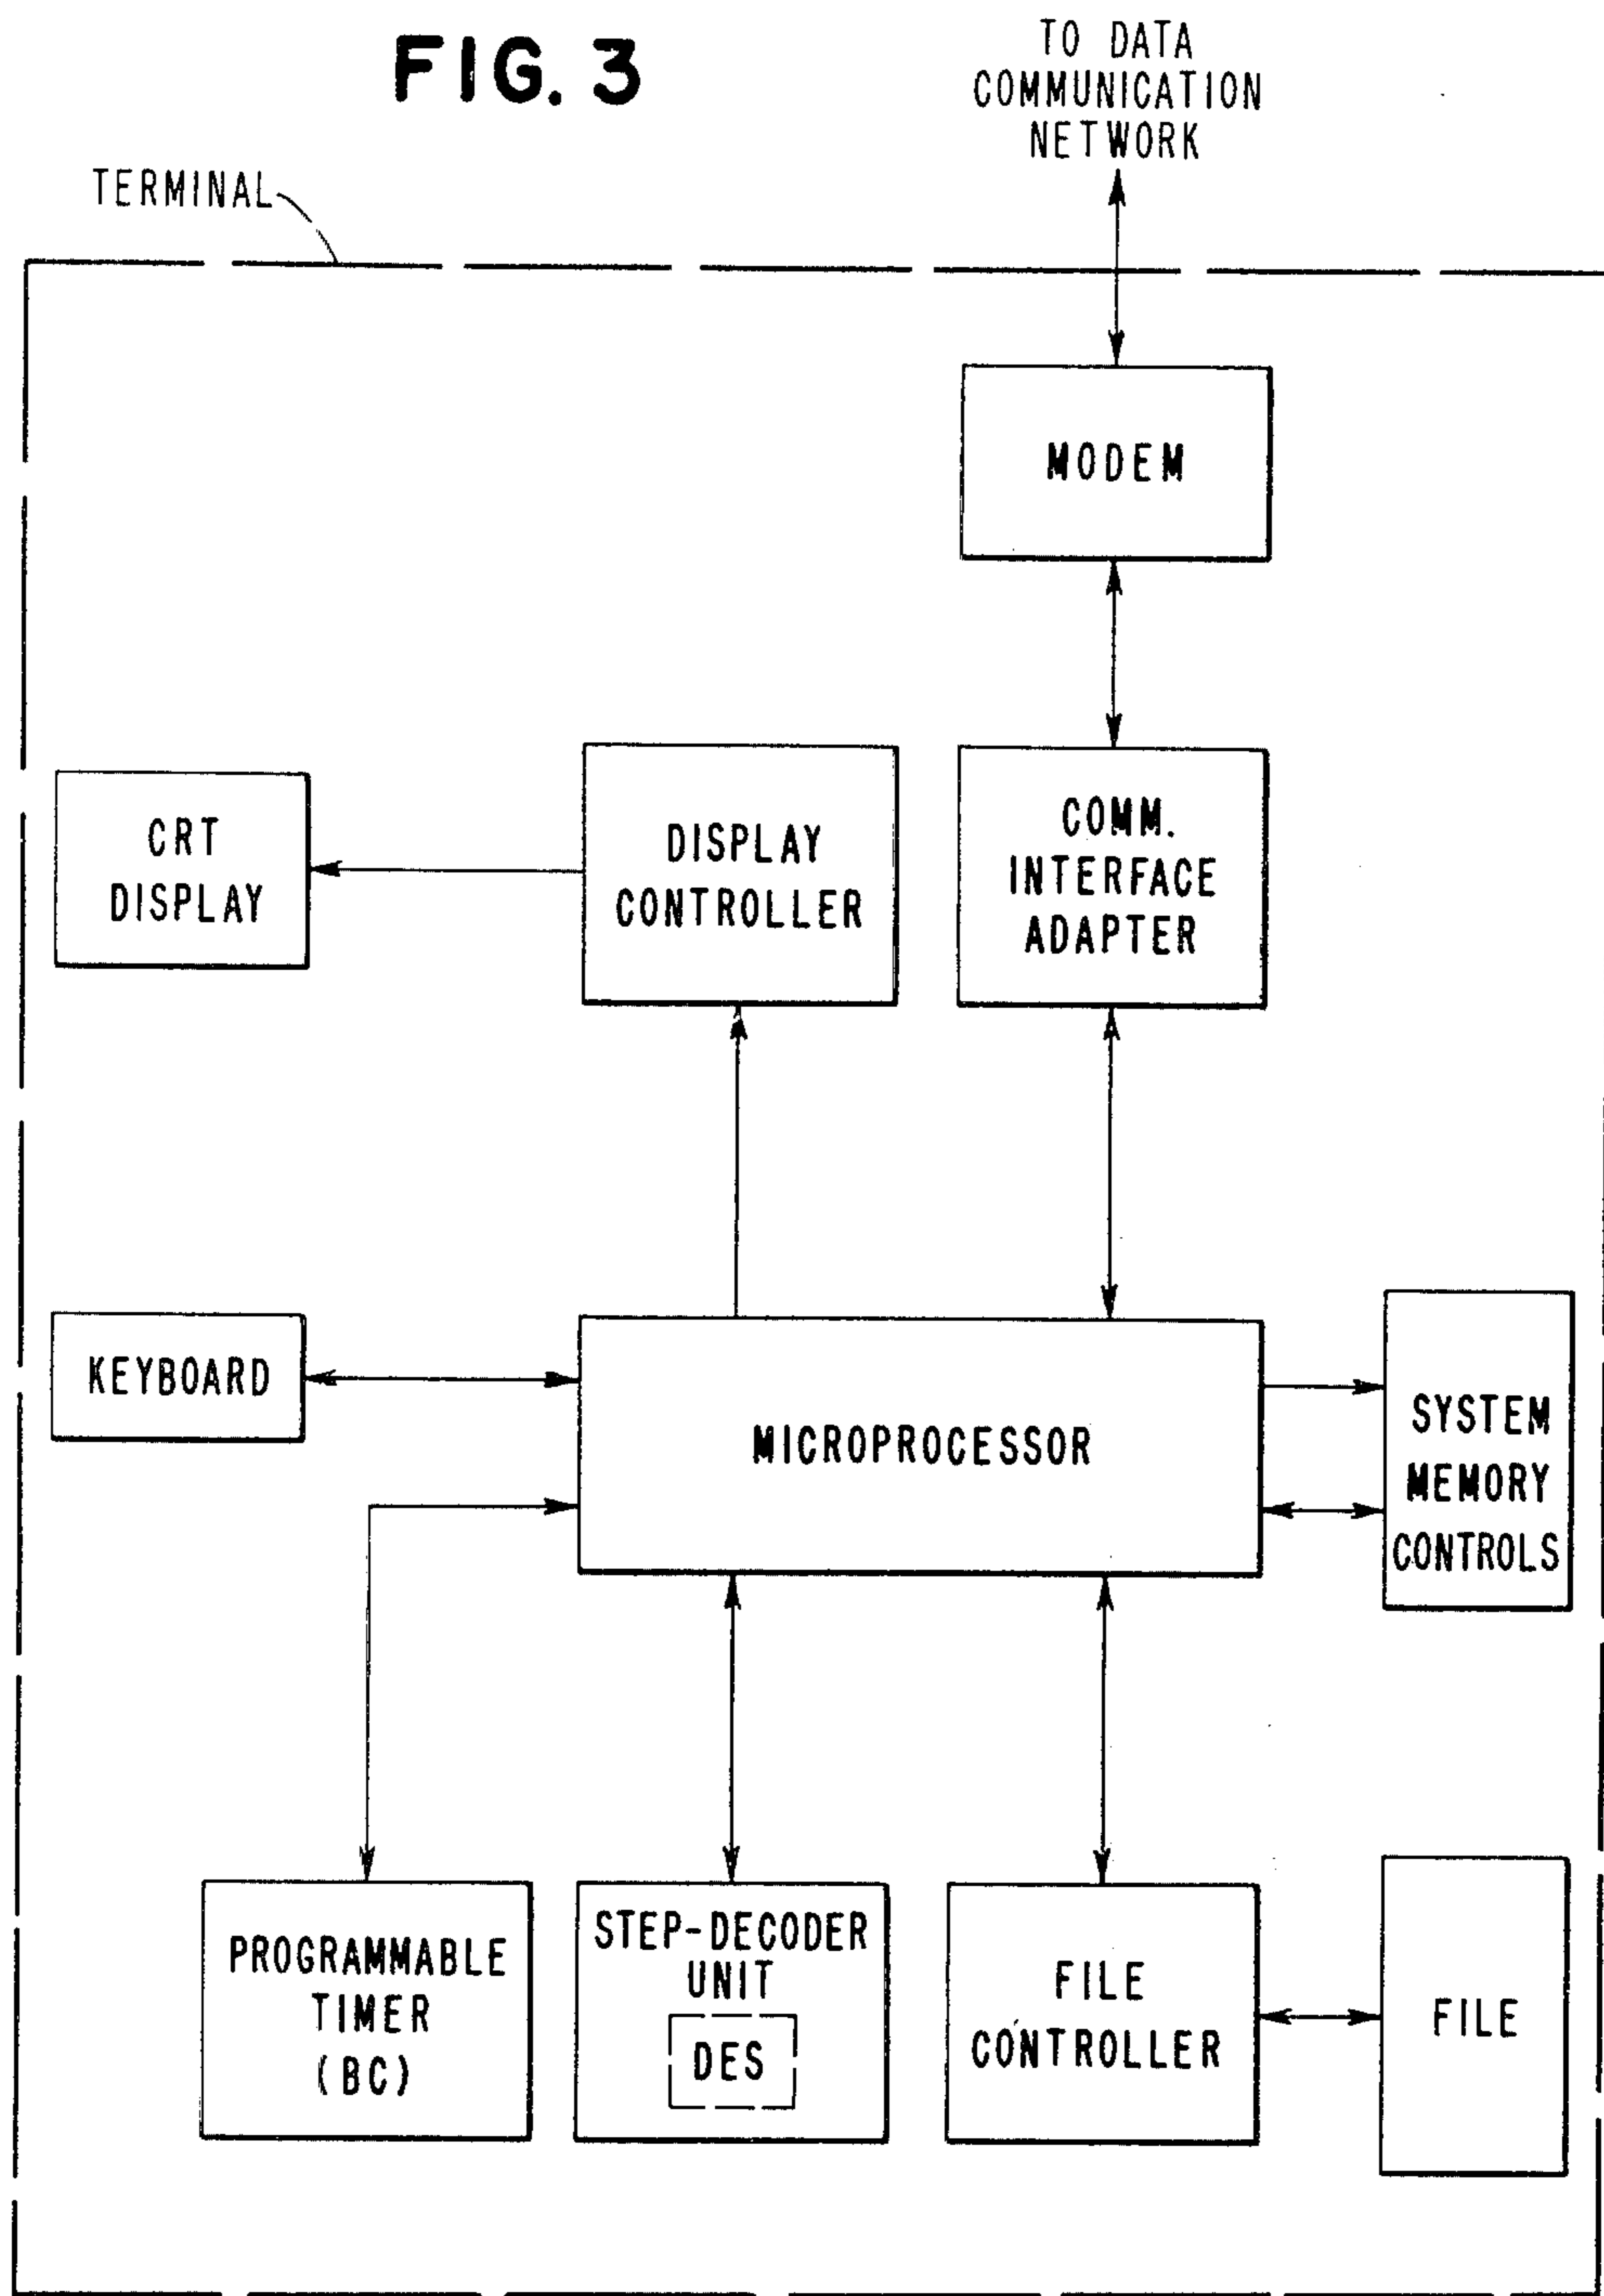 FIG. 3
TO DATA
COMMUNICATION
NETWORK
TERMINAL
MODEM
CRT
DISPLAY
DISPLAY
CONTROLLER
COMM.
INTERFACE
ADAPTER
KEYBOARD
MICROPROCESSOR
SYSTEM
MEMORY
CONTROLS
PROGRAMMABLE
TIMER
(BC)
STEP-DECODER
UNIT
DES
FILE
CONTROLLER
FILE